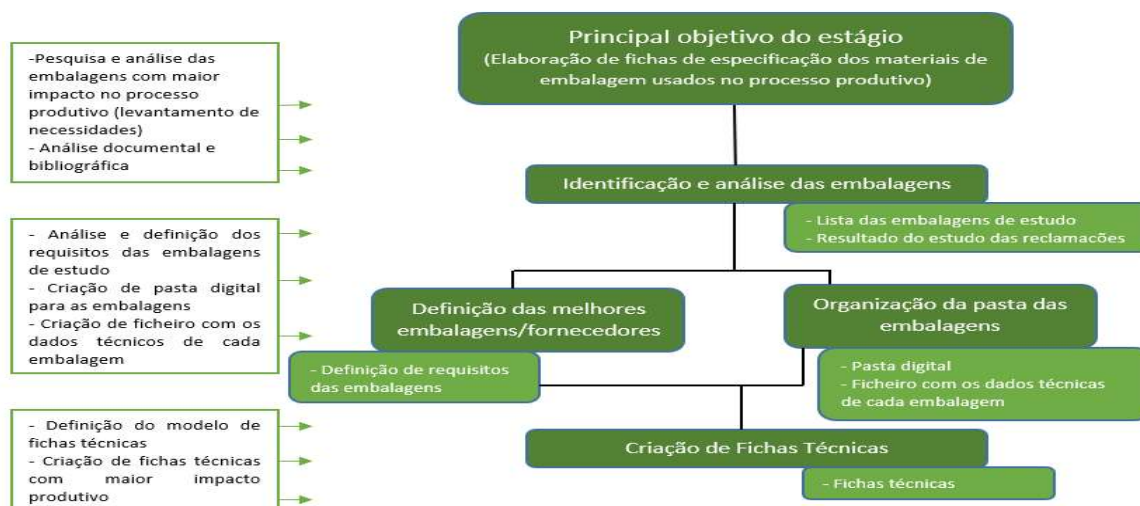 Principal objetivo do estágio
(Elaboração de fichas de especificação dos materiais de
embalagem usados no processo produtivo)
-Pesquisa e análise das
embalagens com maior
impacto no processo
produtivo (levantamento de
necessidades)
- Análise documental e
bibliográfica
Identificação e análise das embalagens
- Lista das embalagens de estudo
- Resultado do estudo das reclamacões
- Análise e definição dos
requisitos das embalagens
de estudo
- Criação de pasta digital
para as embalagens
- Criação de ficheiro com os
dados técnicos de cada
embalagem
Definição das melhores
embalagens/fornecedores
- Definição de requisitos
das embalagens
Organização da pasta das
embalagens
- Pasta digital
- Ficheiro com os dados técnicas
de cada embalagem
- Definição do modelo de
fichas técnicas
- Criação de fichas técnicas
com maior impacto
produtivo
Criação de Fichas Técnicas
- Fichas técnicas